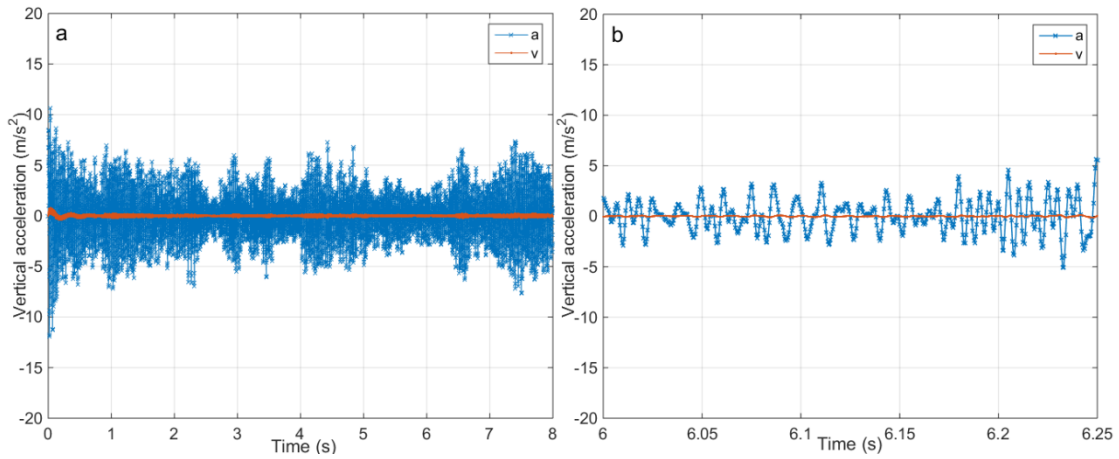 a
a
v
20
15
10
5
0
-5
-10
-15
-20
Vertical acceleration (m/s²)
0 1 2 3 4 5 6 7 8
Time (s)
b
a
v
20
15
10
5
0
-5
-10
-15
-20
Vertical acceleration (m/s²)
6 6.05 6.1 6.15 6.2 6.25
Time (s)